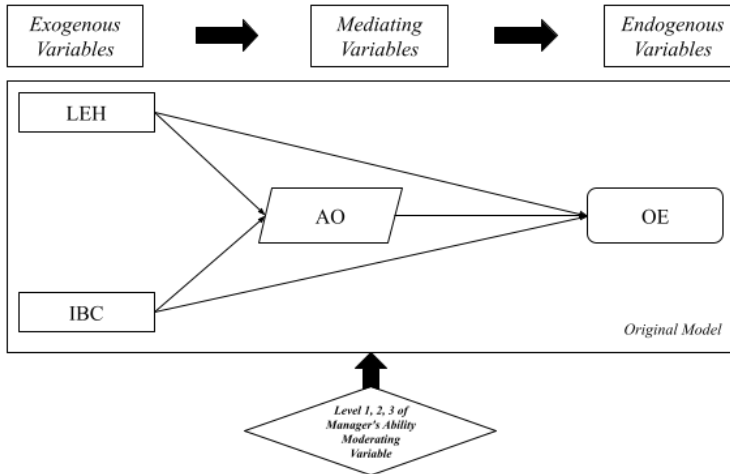 Exogenous
Variables
Mediating
Variables
Endogenous
Variables
LEH
AO
OE
IBC
Original Model
Level 1, 2, 3 of
Manager's Ability
Moderating
Variable